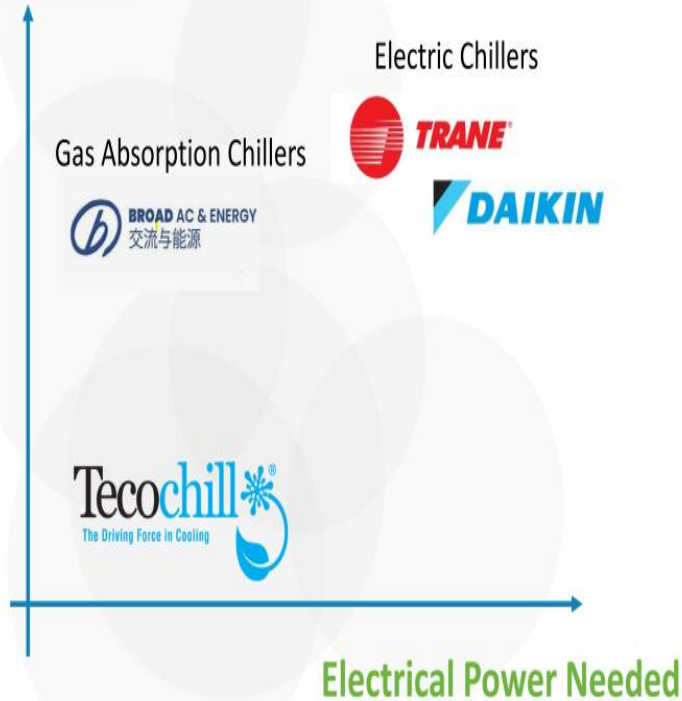 Electric Chillers
TRANE®
DAIKIN
Gas Absorption Chillers
BROAD AC & ENERGY
交流与能源
Tecochill®
The Driving Force in Cooling
Electrical Power Needed